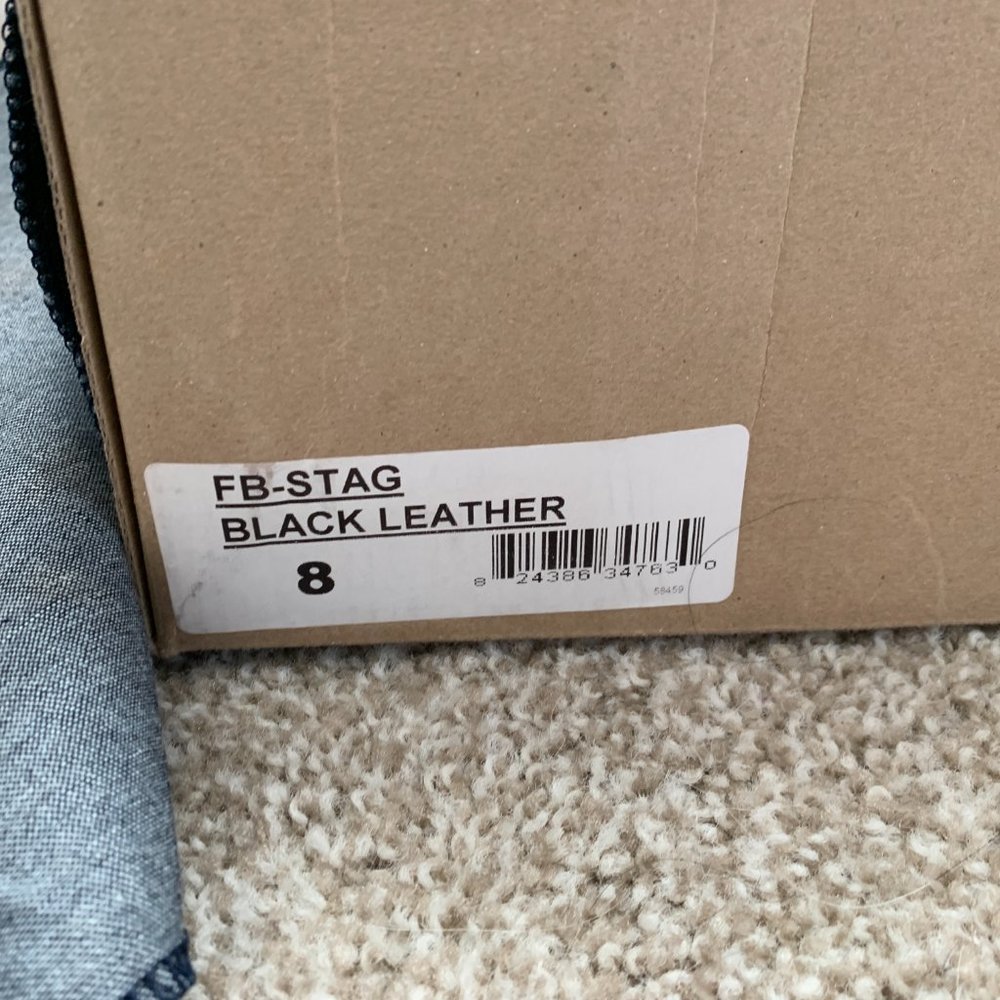 FB-STAG
BLACK LEATHER
8
8 24386 34763 0
58459